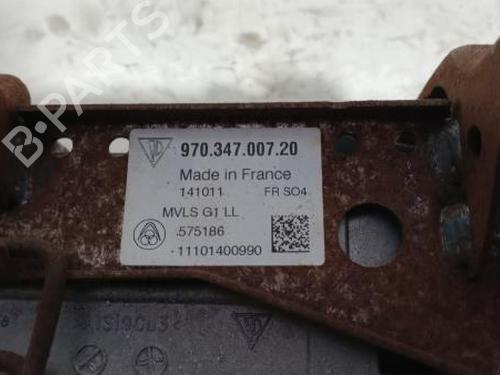 B-PARTS
970.347.007.20
Made in France
141011 FR SO4
MVLS G1 LL
.575186
·11101400990